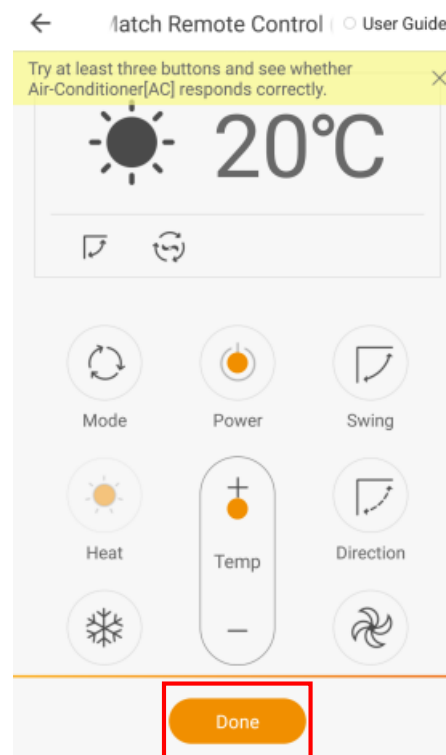 Match Remote Control
User Guide
Try at least three buttons and see whether
Air-Conditioner[AC] responds correctly.
20°C
Mode
Power
Swing
Heat
Temp
Direction
Done